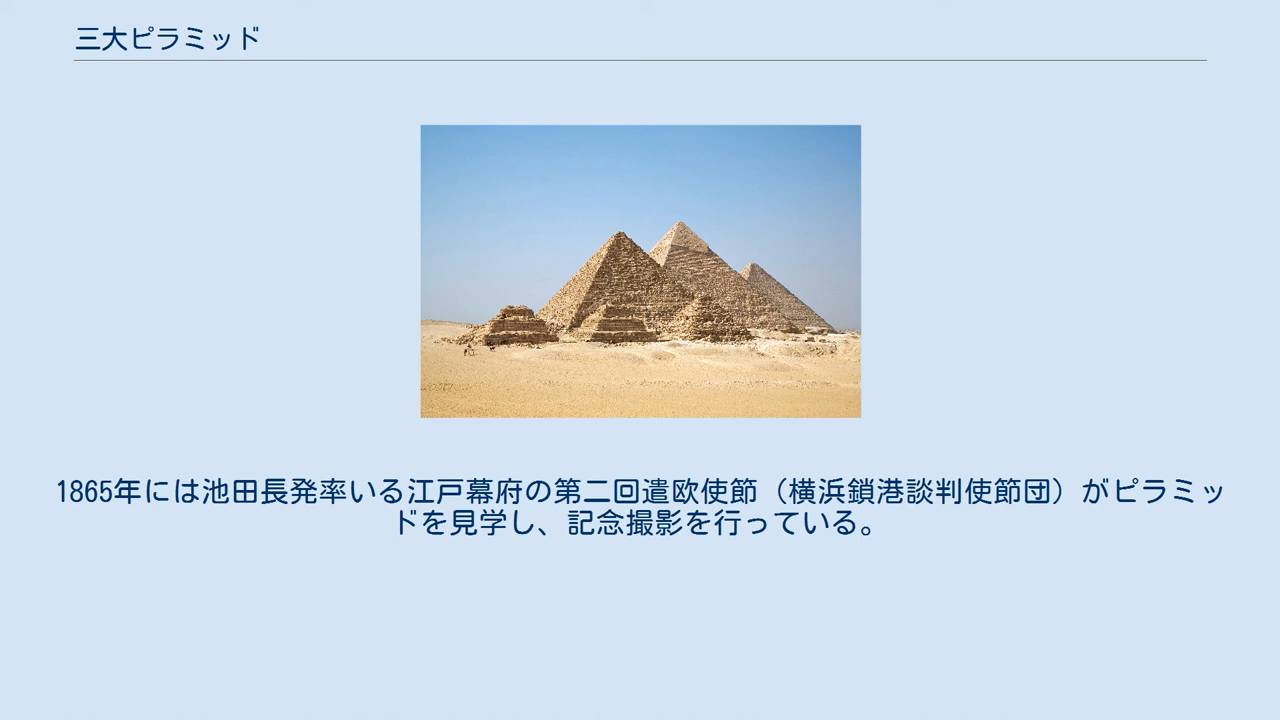 三大ピラミッド
1865年には池田長発率いる江戸幕府の第二回遣欧使節（横浜鎖港談判使節団）がピラミッ
ドを見学し、記念撮影を行っている。